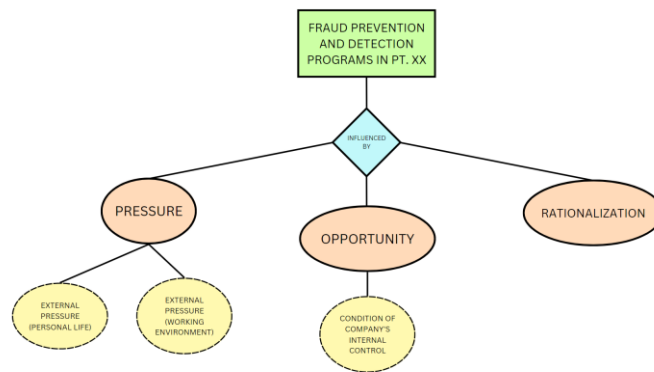 FRAUD PREVENTION
AND DETECTION
PROGRAMS IN PT. XX
INFLUENCED
BY
PRESSURE
OPPORTUNITY
RATIONALIZATION
EXTERNAL
PRESSURE
(PERSONAL LIFE)
EXTERNAL
PRESSURE
(WORKING
ENVIRONMENT)
CONDITION OF
COMPANY'S
INTERNAL
CONTROL